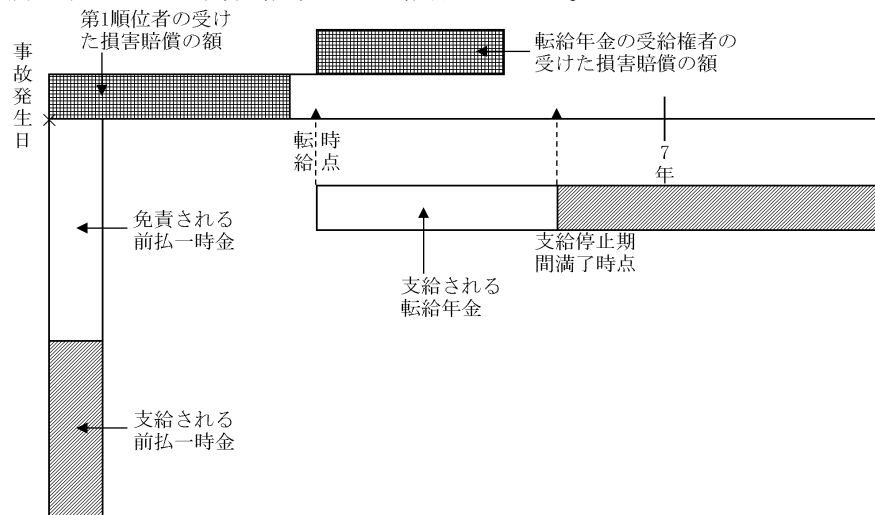 第1順位者の受け
た損害賠償の額
転給年金の受給権者の
受けた損害賠償の額
事故発生日
転給時点
7年
免責される
前払一時金
支給停止期
間満了時点
支給される
転給年金
支給される
前払一時金